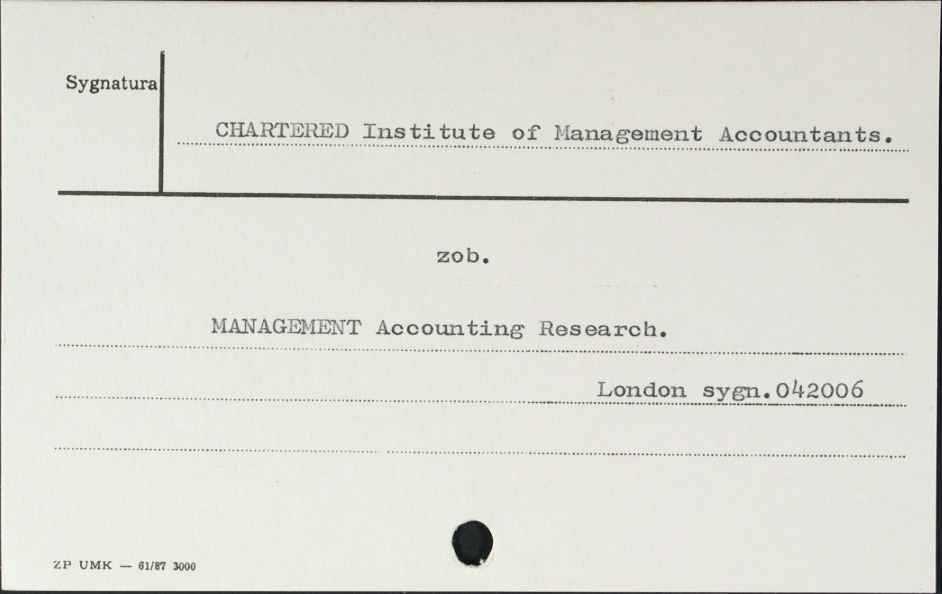 Sygnatura
CHARTERED Institute of Management Accountants.
zob.
MANAGEMENT Accounting Research.
London sygn.042006
ZP UMK — 61/87 3000